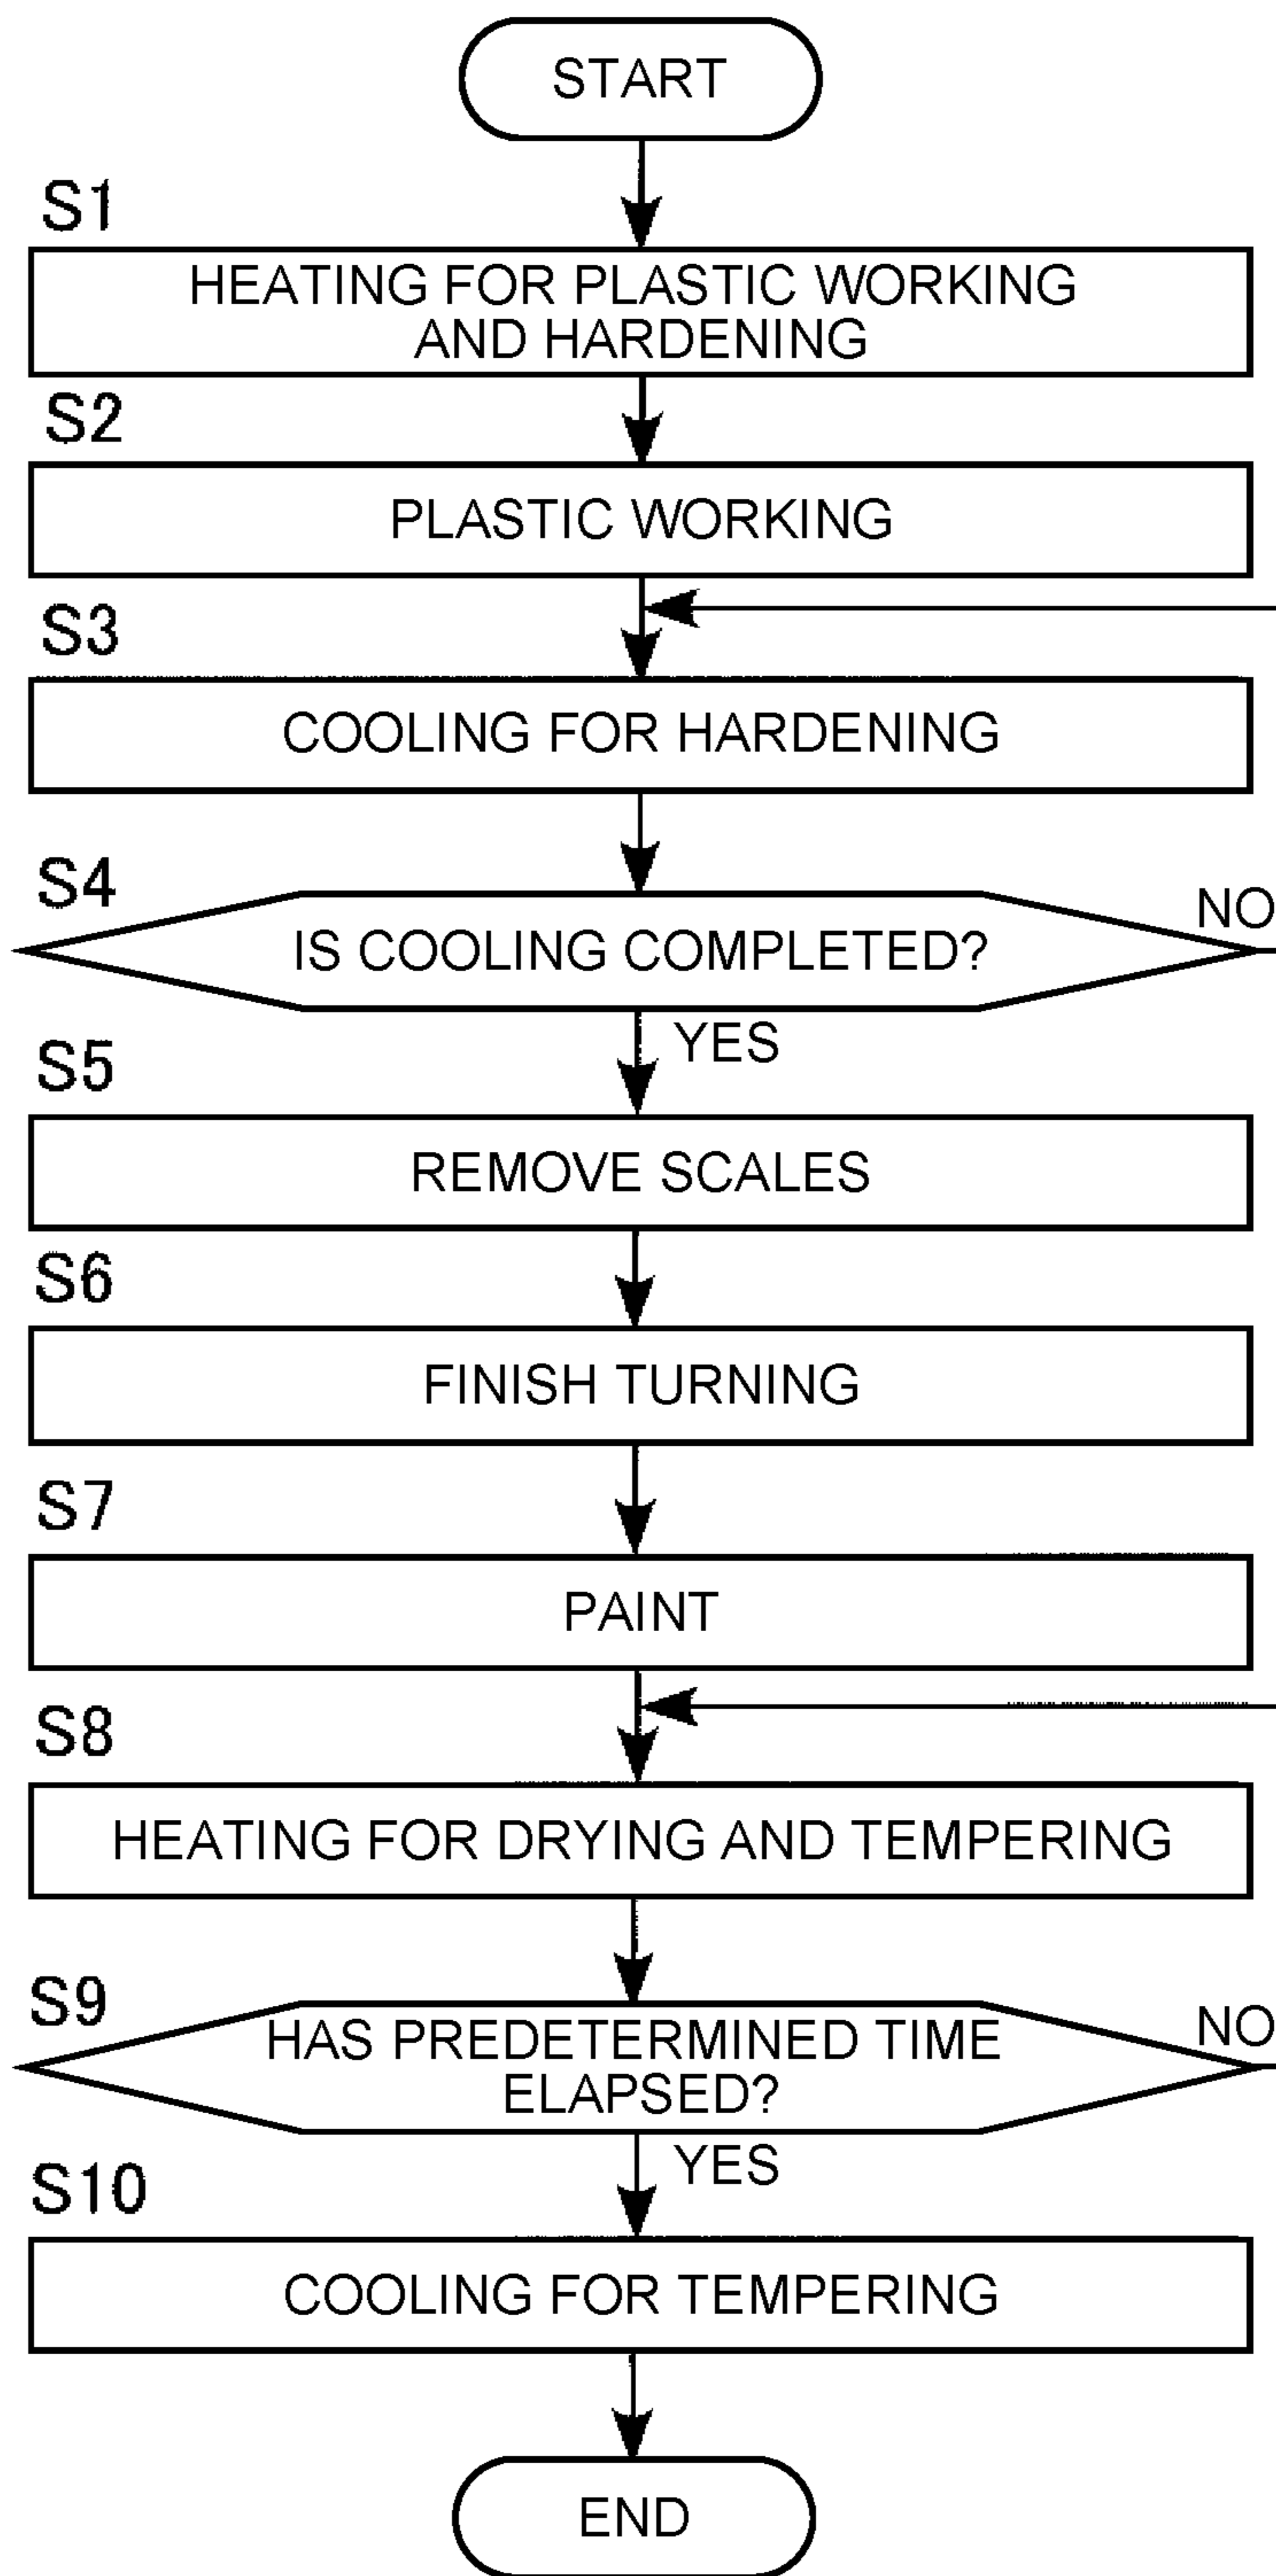 START
S1
HEATING FOR PLASTIC WORKING
AND HARDENING
S2
PLASTIC WORKING
S3
COOLING FOR HARDENING
S4
IS COOLING COMPLETED?
NO
YES
S5
REMOVE SCALES
S6
FINISH TURNING
S7
PAINT
S8
HEATING FOR DRYING AND TEMPERING
S9
HAS PREDETERMINED TIME
ELAPSED?
NO
YES
S10
COOLING FOR TEMPERING
END